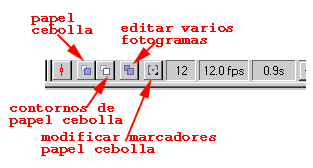 papel
cebolla
editar varios
fotogramas
12
12.0 fps
0.9s
contornos de
papel cebolla
modificar marcadores
papel cebolla